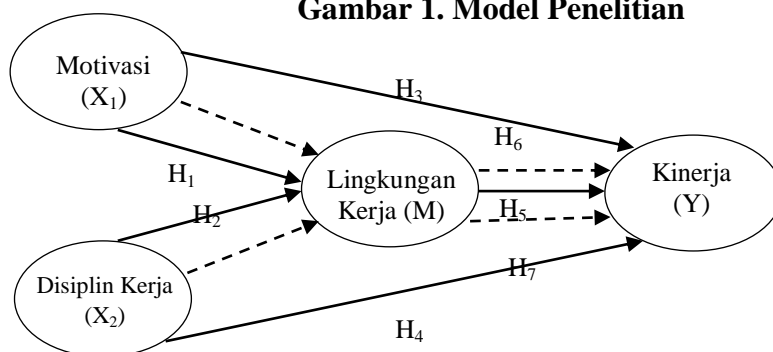 Gambar 1. Model Penelitian
Motivasi
(X₁)
H₃
H₆
H₁
Lingkungan
Kerja (M)
Kinerja
(Y)
H₂
H₅
Disiplin Kerja
(X₂)
H₇
H₄